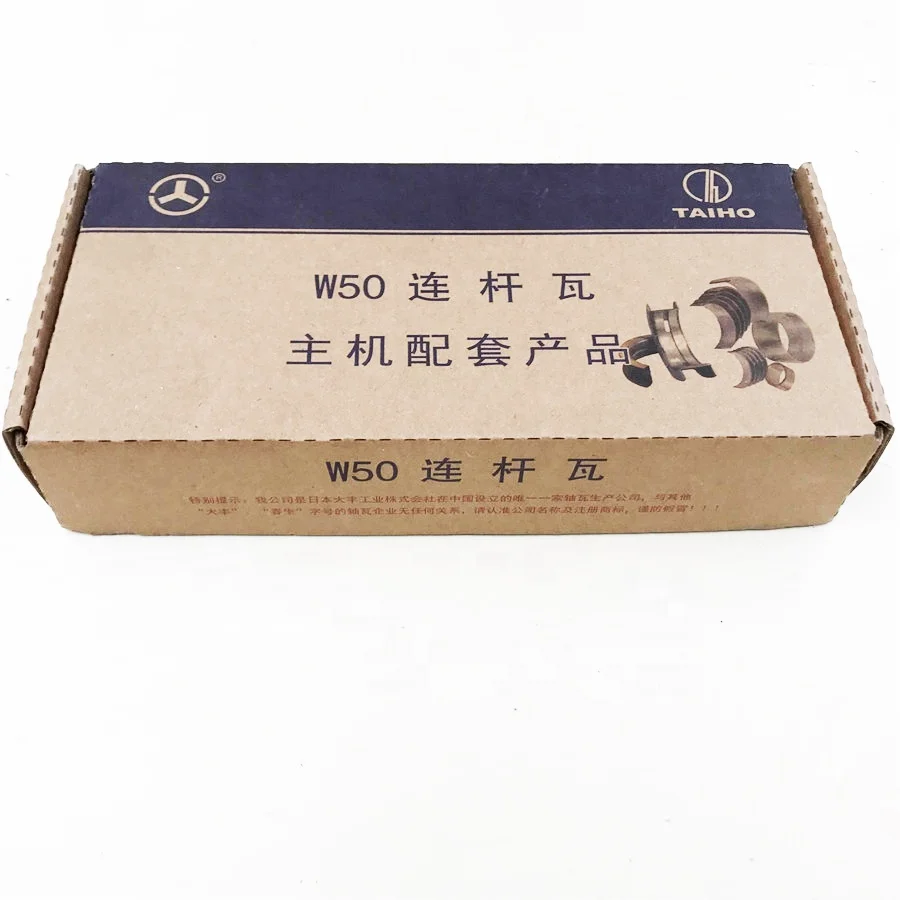 ®
TAIHO
W50 连杆瓦
主机配套产品
W50 连杆瓦
特别提示：我公司是日本大丰工业株式会社在中国设立的唯一一家轴瓦生产公司，与其他
“大丰” “春生”字号的轴瓦企业无任何关系，请认准公司名称及注册商标，谨防假冒！！！